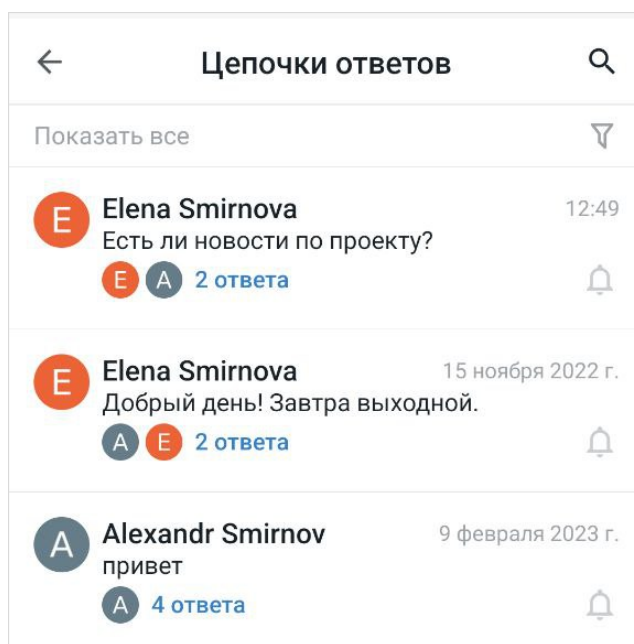 Цепочки ответов
Показать все
E Elena Smirnova 12:49
Есть ли новости по проекту?
E A 2 ответа
E Elena Smirnova 15 ноября 2022 г.
Добрый день! Завтра выходной.
A E 2 ответа
A Alexandr Smirnov 9 февраля 2023 г.
привет
A 4 ответа